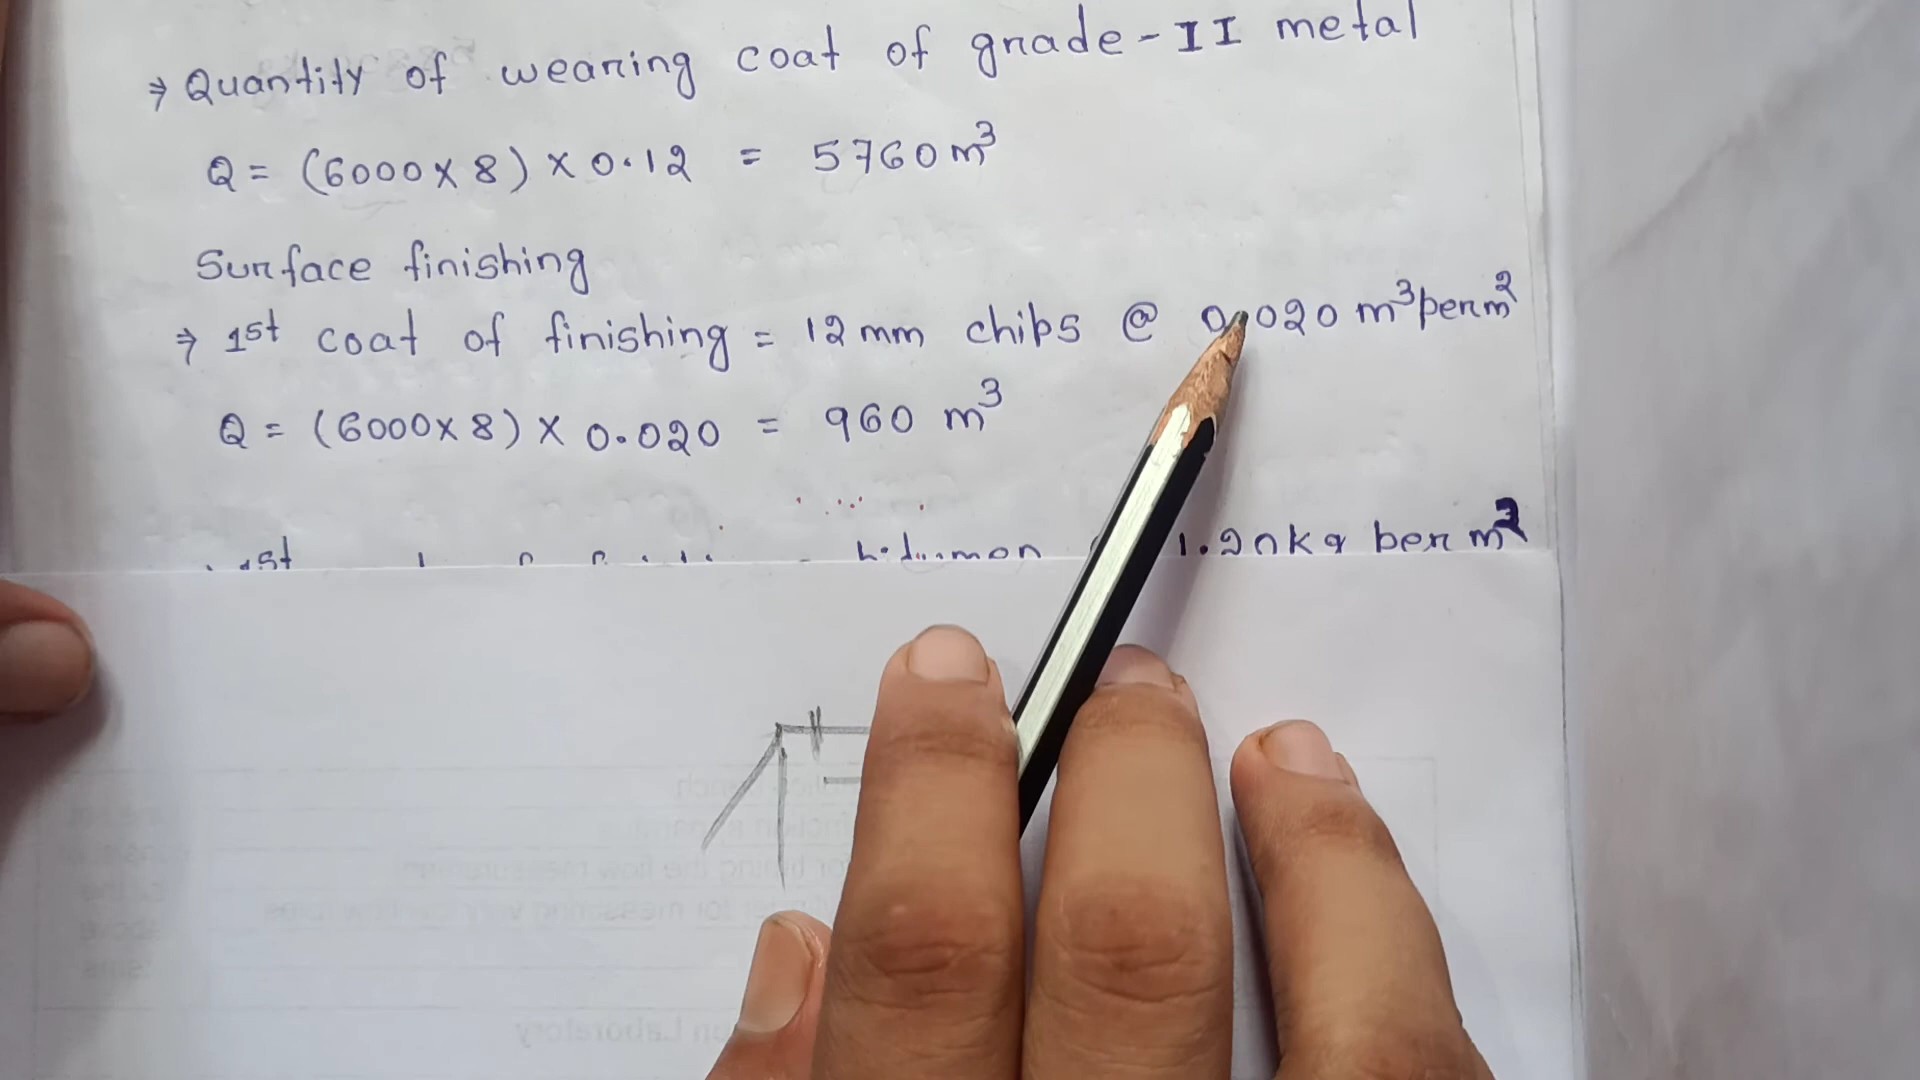 ⇒ Quantity of wearing coat of grade-II metal
Q = (6000 x 8) x 0.12 = 5760 m³
Surface finishing
⇒ 1st coat of finishing = 12 mm chips @ 0.020 m³ per m²
Q = (6000 x 8) x 0.020 = 960 m³
1st bitumen 1.20 kg per m²